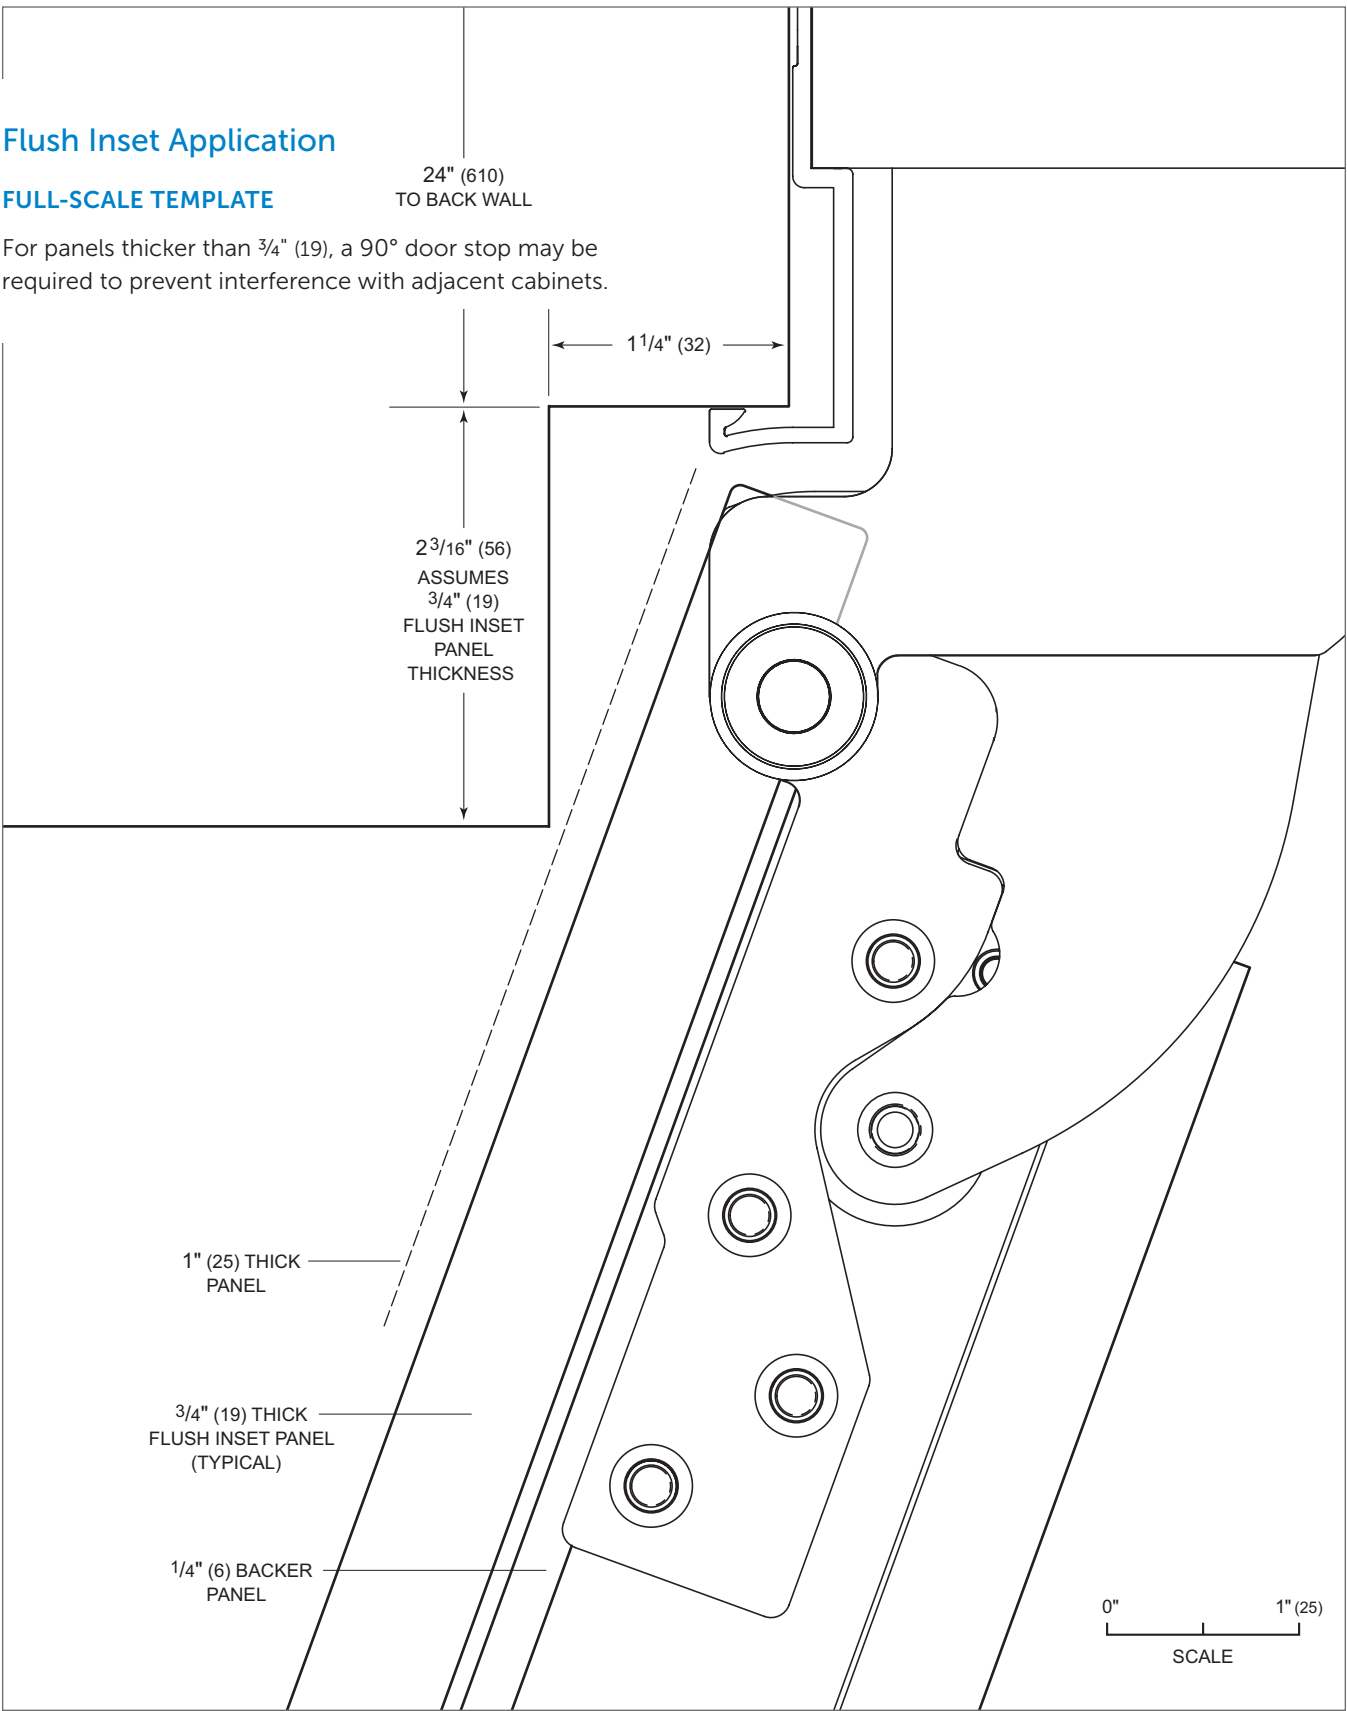 Flush Inset Application
FULL-SCALE TEMPLATE
For panels thicker than 3/4" (19), a 90° door stop may be
required to prevent interference with adjacent cabinets.
24" (610)
TO BACK WALL
1 1/4" (32)
2 3/16" (56)
ASSUMES
3/4" (19)
FLUSH INSET
PANEL
THICKNESS
1" (25) THICK
PANEL
3/4" (19) THICK
FLUSH INSET PANEL
(TYPICAL)
1/4" (6) BACKER
PANEL
0" 1" (25)
SCALE